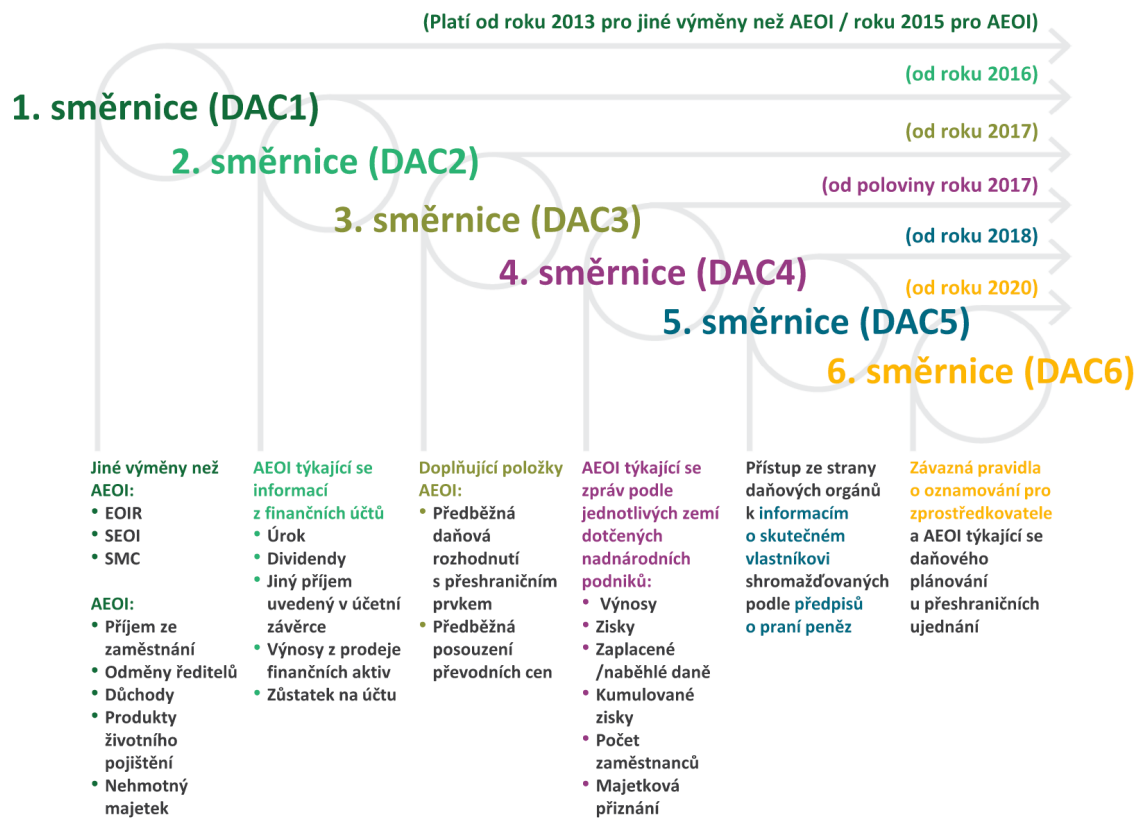 (Platí od roku 2013 pro jiné výměny než AEOI / roku 2015 pro AEOI)
(od roku 2016)
1. směrnice (DAC1)
(od roku 2017)
2. směrnice (DAC2)
(od poloviny roku 2017)
3. směrnice (DAC3)
(od roku 2018)
4. směrnice (DAC4)
(od roku 2020)
5. směrnice (DAC5)
6. směrnice (DAC6)
Jiné výměny než
AEOI:
• EOIR
• SEOI
• SMC
AEOI:
• Příjem ze
zaměstnání
• Odměny ředitelů
• Důchody
• Produkty
životního
pojištění
• Nehmotný
majetek
AEOI týkající se
informací
z finančních účtů
• Úrok
• Dividendy
• Jiný příjem
uvedený v účetní
závěrce
• Výnosy z prodeje
finančních aktiv
• Zůstatek na účtu
Doplňující položky
AEOI:
• Předběžná
daňová
rozhodnutí
s přeshraničním
prvkem
• Předběžná
posouzení
převodních cen
AEOI týkající se
zpráv podle
jednotlivých zemí
dotčených
nadnárodních
podniků:
• Výnosy
• Zisky
• Zaplacené
/naběhlé daně
• Kumulované
zisky
• Počet
zaměstnanců
• Majetková
přiznání
Přístup ze strany
daňových orgánů
k informacím
o skutečném
vlastníkovi
shromažďovaných
podle předpisů
o praní peněz
Závazná pravidla
o oznamování pro
zprostředkovatele
a AEOI týkající se
daňového
plánování
u přeshraničních
ujednání